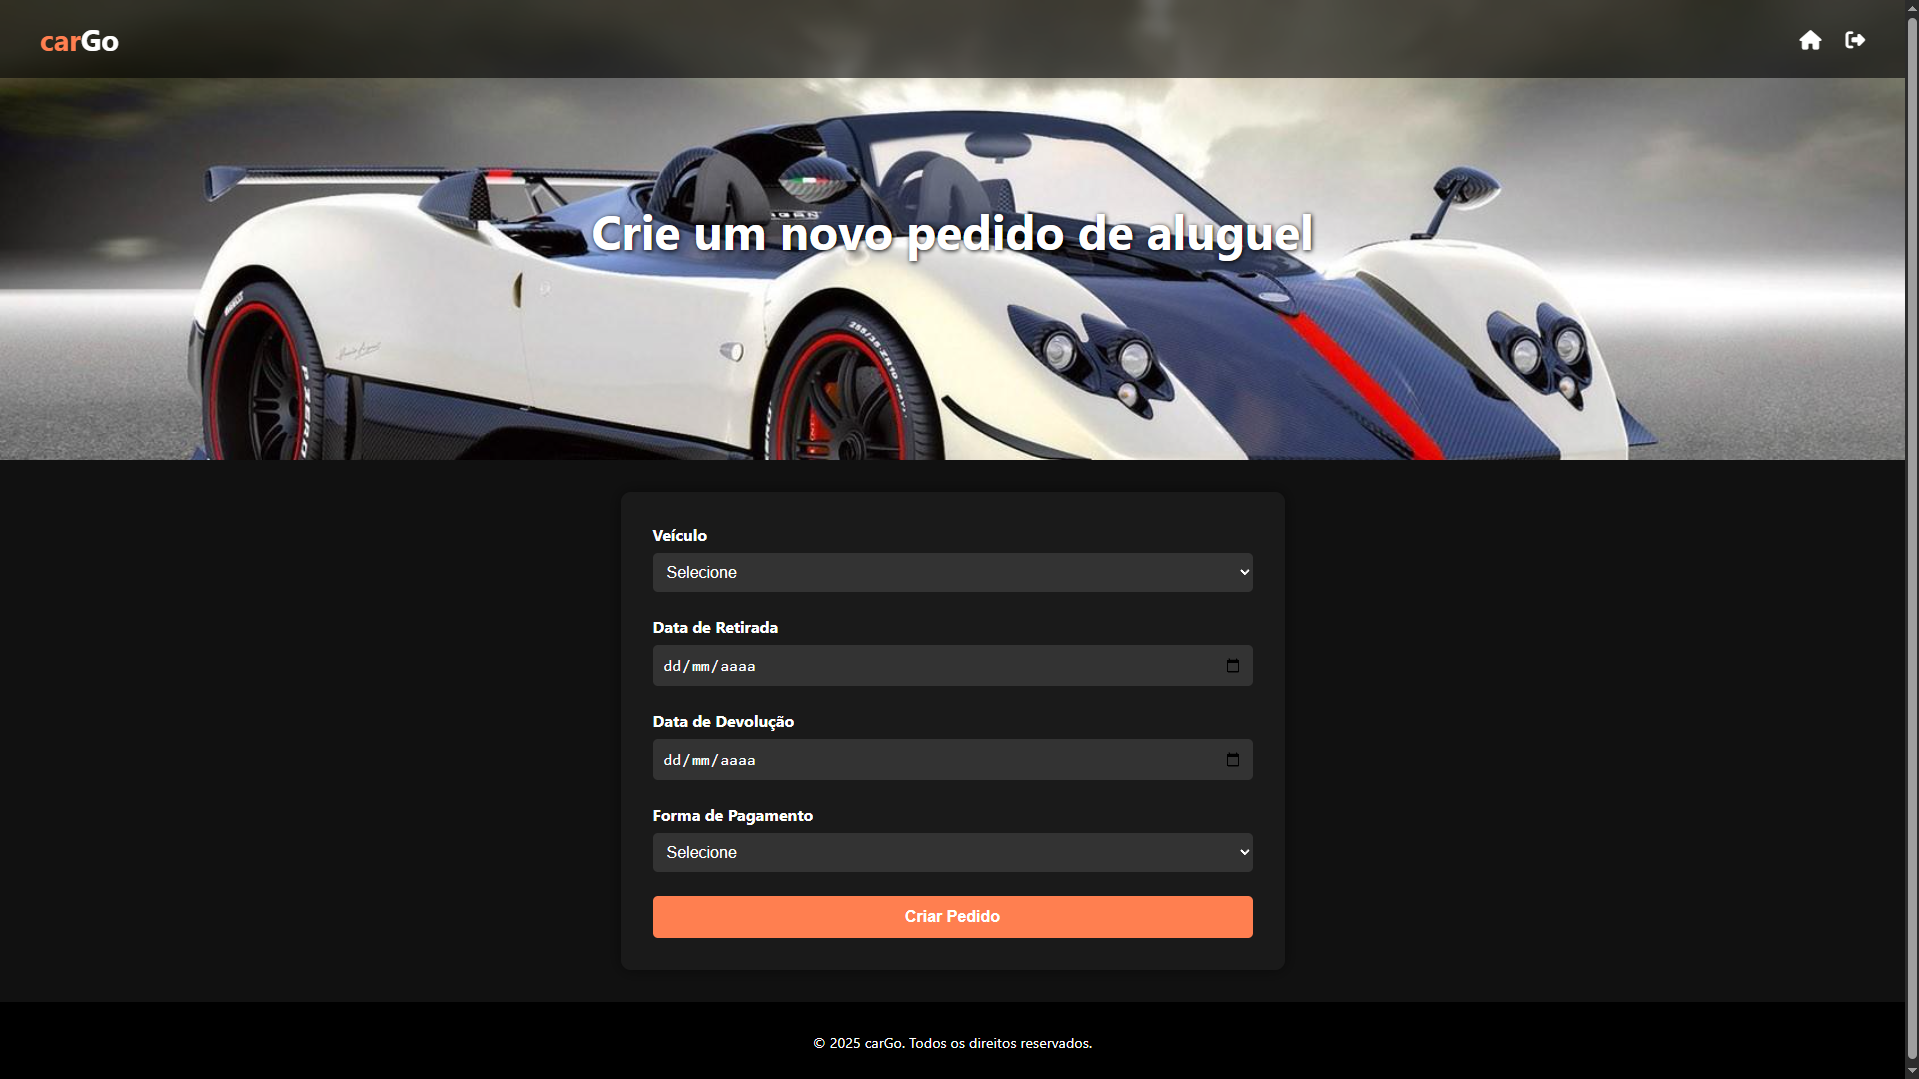 carGo
Crie um novo pedido de aluguel
Veículo
Selecione
Data de Retirada
dd/mm/aaaa
Data de Devolução
dd/mm/aaaa
Forma de Pagamento
Selecione
Criar Pedido
© 2025 carGo. Todos os direitos reservados.